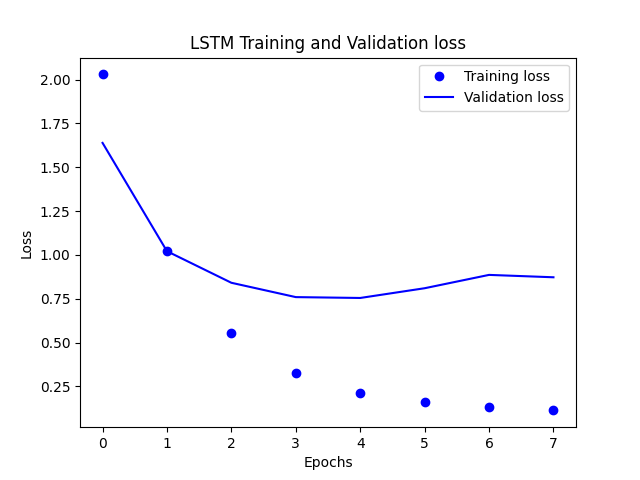 LSTM Training and Validation loss
Training loss
Validation loss
2.00
1.75
1.50
1.25
1.00
0.75
0.50
0.25
Loss
0 1 2 3 4 5 6 7
Epochs